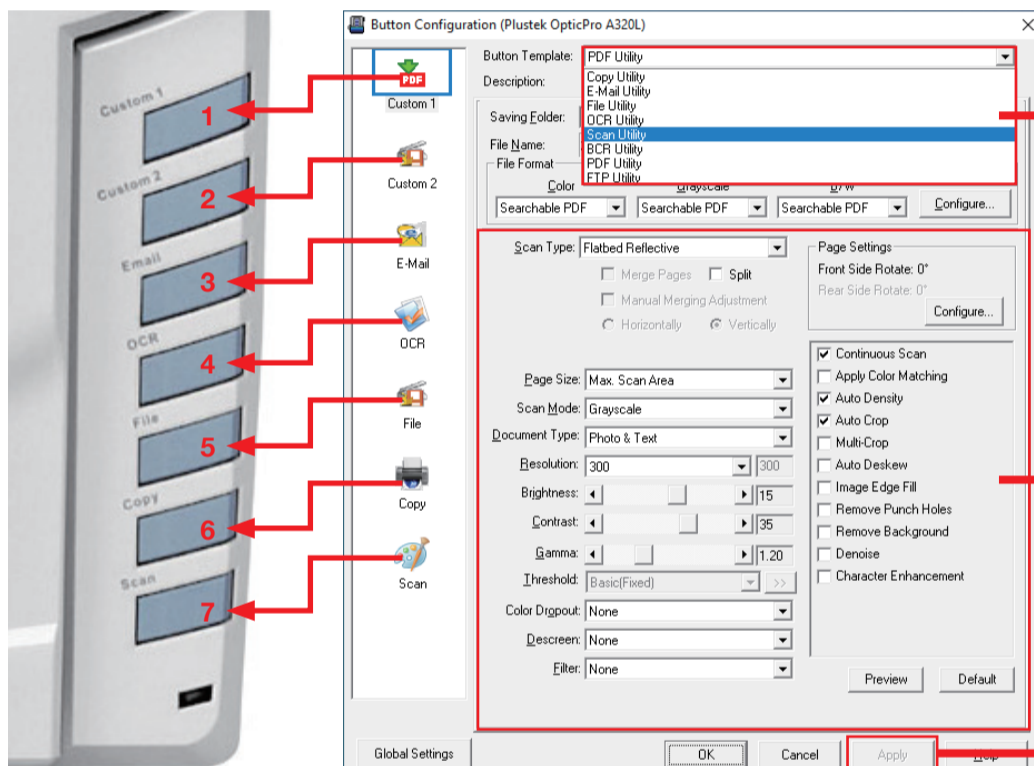 Custom 1
1
Custom 2
2
Email
3
OCR
4
File
5
Copy
6
Scan
7
Button Configuration (Plustek OpticPro A320L)
PDF
Custom 1
Custom 2
E-Mail
OCR
File
Copy
Scan
Global Settings
Button Template: PDF Utility
Description:
Copy Utility
E-Mail Utility
File Utility
OCR Utility
Scan Utility
BCR Utility
PDF Utility
FTP Utility
Saving Folder:
File Name:
File Format
Color Grayscale B/W
Searchable PDF Searchable PDF Searchable PDF Configure...
Scan Type: Flatbed Reflective
Merge Pages Split
Manual Merging Adjustment
Horizontally Vertically
Page Settings
Front Side Rotate: 0°
Rear Side Rotate: 0°
Configure...
Page Size: Max. Scan Area
Scan Mode: Grayscale
Document Type: Photo & Text
Resolution: 300 300
Brightness: 15
Contrast: 35
Gamma: 1.20
Threshold: Basic(Fixed) >>
Color Dropout: None
Descreen: None
Filter: None
Continuous Scan
Apply Color Matching
Auto Density
Auto Crop
Multi-Crop
Auto Deskew
Image Edge Fill
Remove Punch Holes
Remove Background
Denoise
Character Enhancement
Preview Default
OK Cancel Apply Help